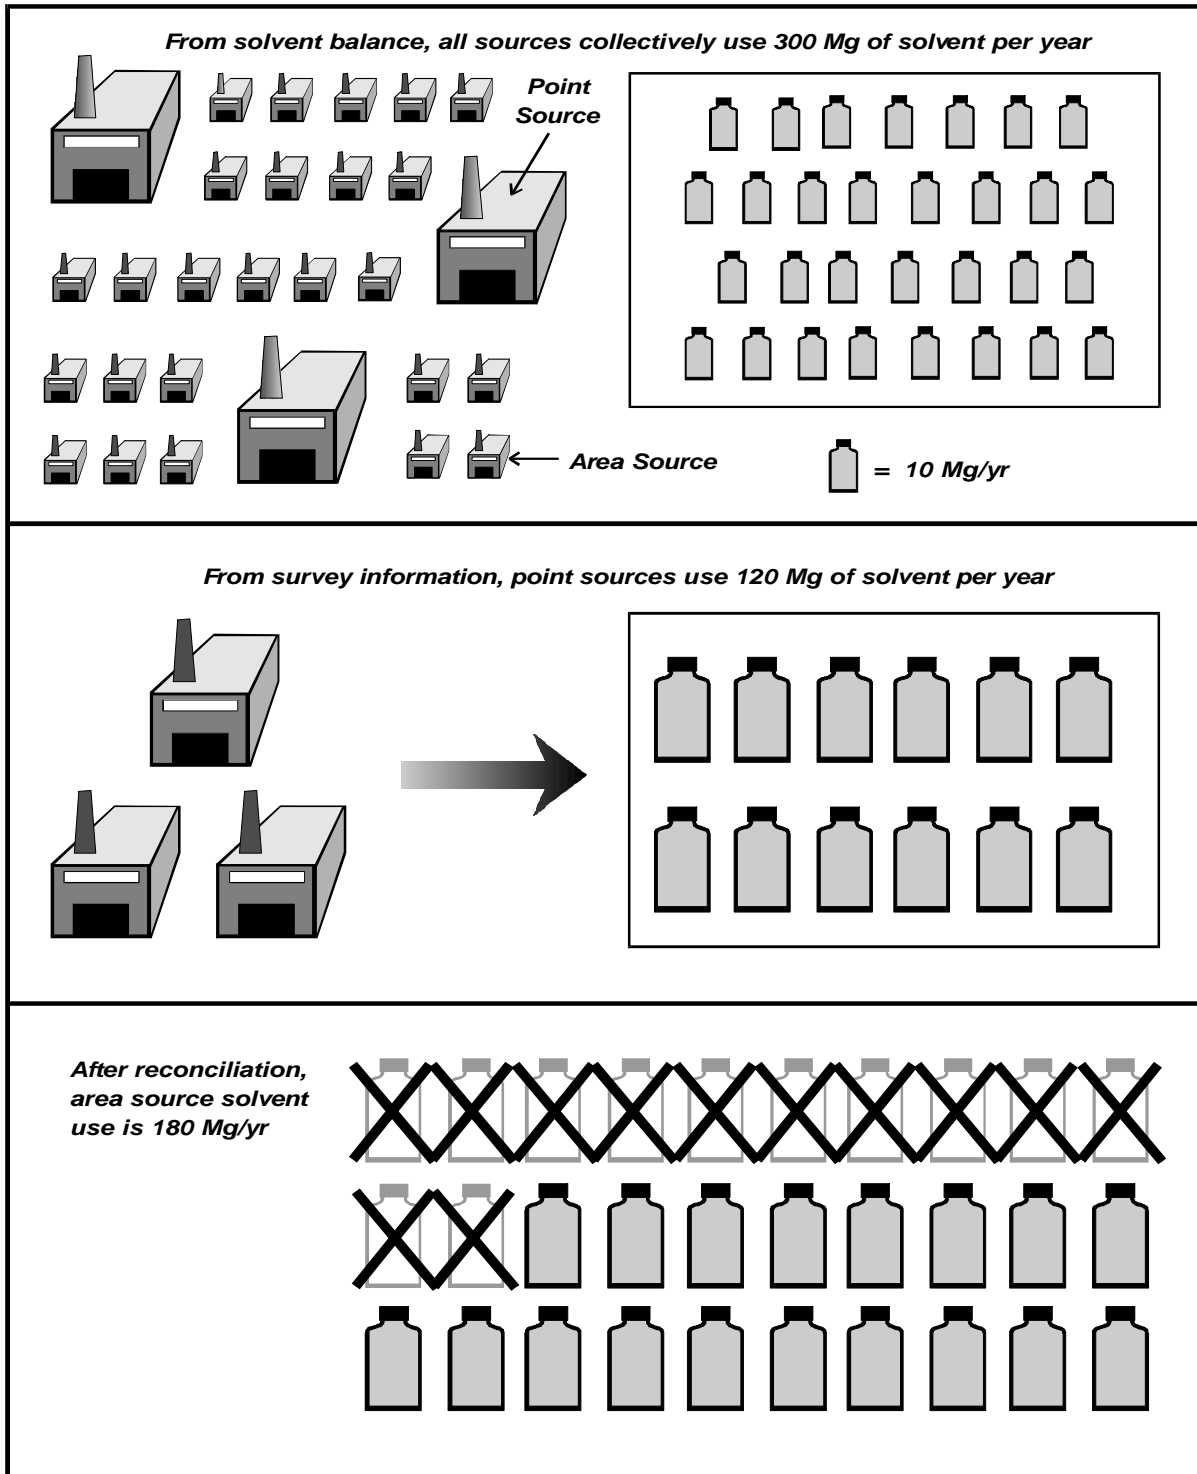 From solvent balance, all sources collectively use 300 Mg of solvent per year
Point
Source
Area Source
= 10 Mg/yr
From survey information, point sources use 120 Mg of solvent per year
After reconciliation,
area source solvent
use is 180 Mg/yr